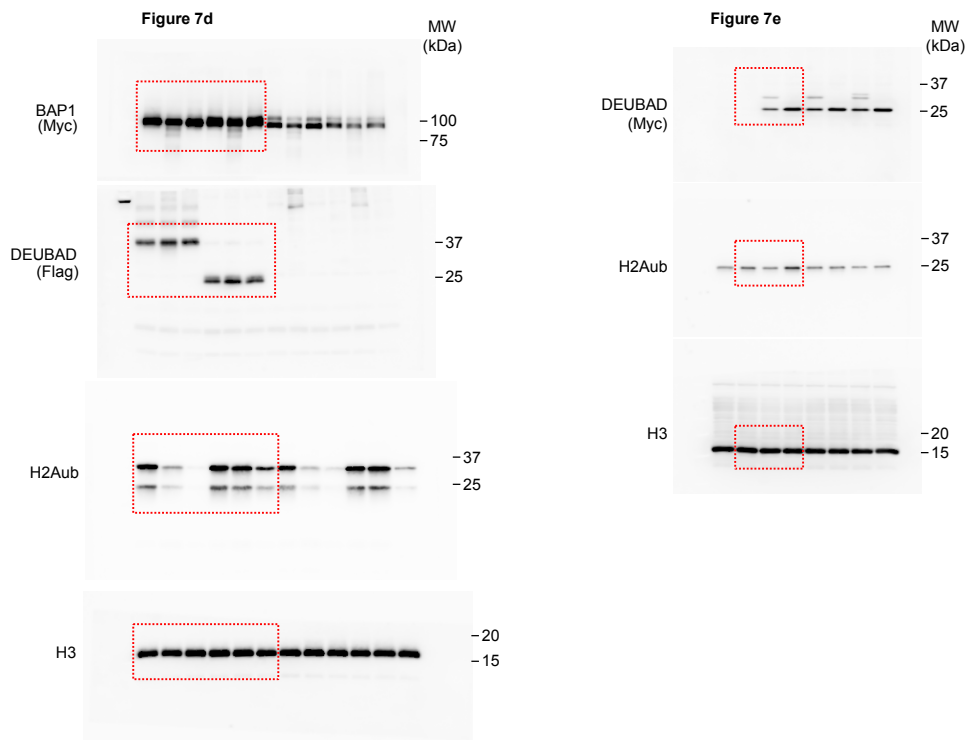 Figure 7d
MW
(kDa)
BAP1
(Myc)
-100
-75
DEUBAD
(Flag)
-37
-25
H2Aub
-37
-25
H3
-20
-15
Figure 7e
MW
(kDa)
DEUBAD
(Myc)
-37
-25
H2Aub
-37
-25
H3
-20
-15